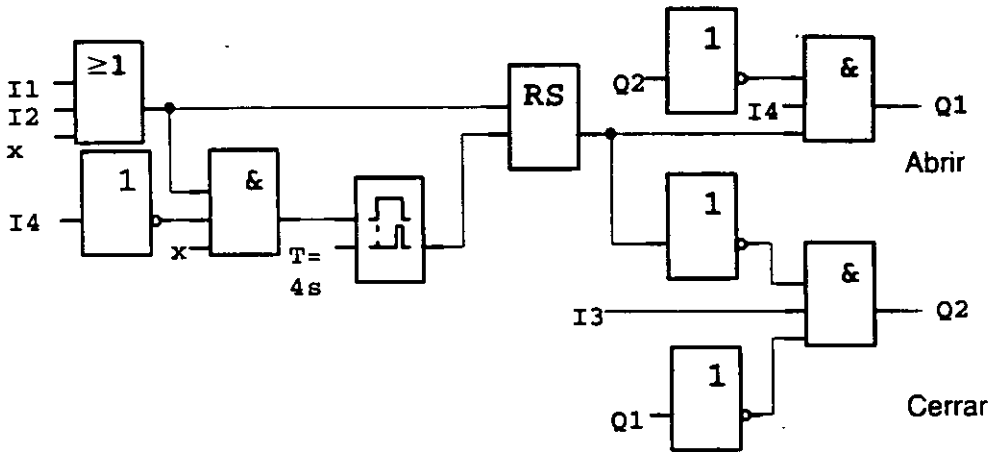 ≥1
I1
I2
x
1
I4
&
x
T=
4s
RS
1
Q2
&
I4
Q1
Abrir
1
&
I3
Q2
1
Q1
Cerrar